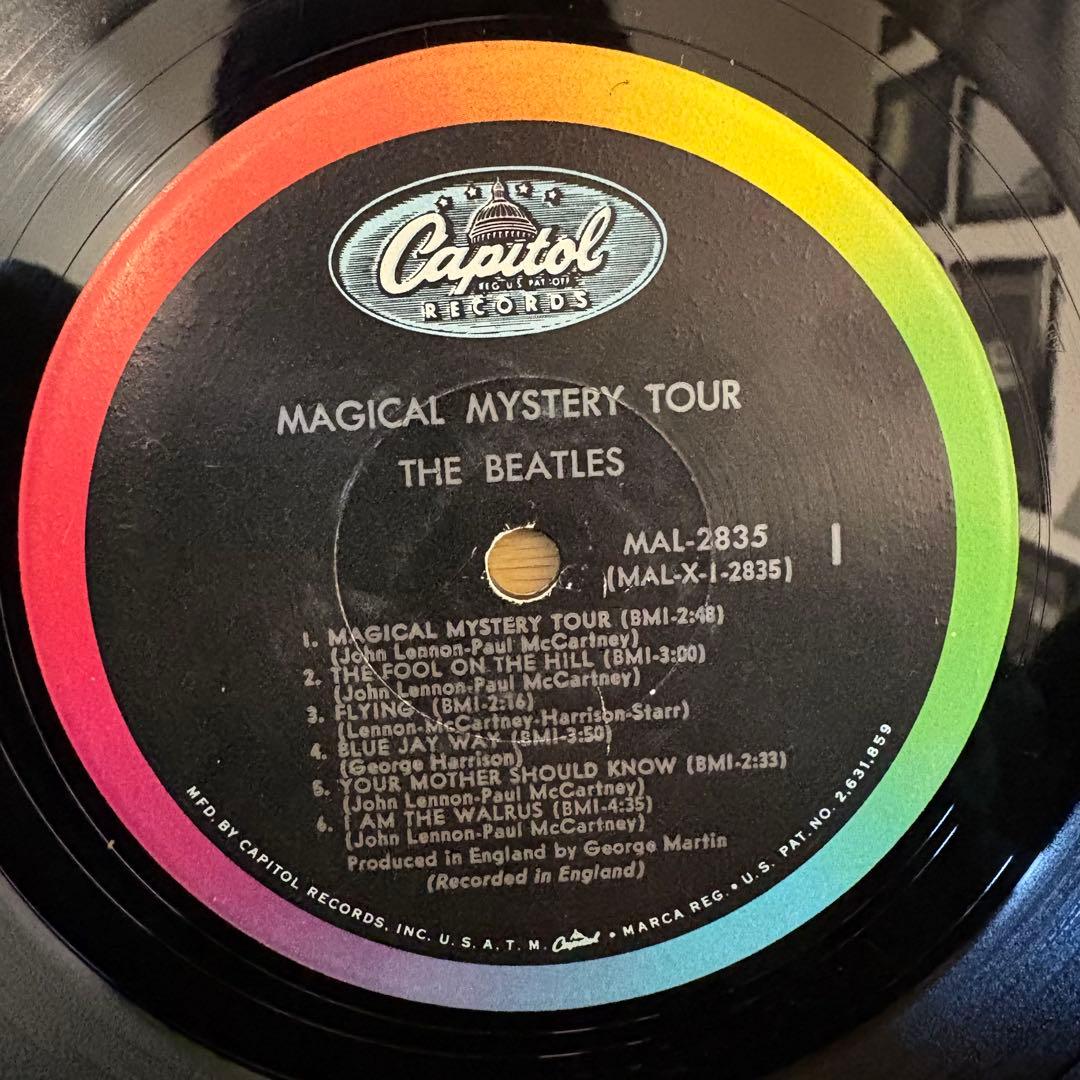 Capitol
REG U.S. PAT. OFF.
RECORDS
MAGICAL MYSTERY TOUR
THE BEATLES
MAL-2835 1
(MAL-X-1-2835)
1. MAGICAL MYSTERY TOUR (BMI-2:48)
(John Lennon-Paul McCartney)
2. THE FOOL ON THE HILL (BMI-3:00)
(John Lennon-Paul McCartney)
3. FLYING (BMI-2:16)
(Lennon-McCartney-Harrison-Starr)
4. BLUE JAY WAY (BMI-3:50)
(George Harrison)
5. YOUR MOTHER SHOULD KNOW (BMI-2:33)
(John Lennon-Paul McCartney)
6. I AM THE WALRUS (BMI-4:35)
(John Lennon-Paul McCartney)
Produced in England by George Martin
(Recorded in England)
MFD. BY CAPITOL RECORDS, INC. U.S.A. T.M. Capitol • MARCA REG. • U.S. PAT. NO. 2,631,859